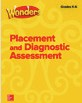 Grades K-6
Wonders
Placement and
Diagnostic
Assessment